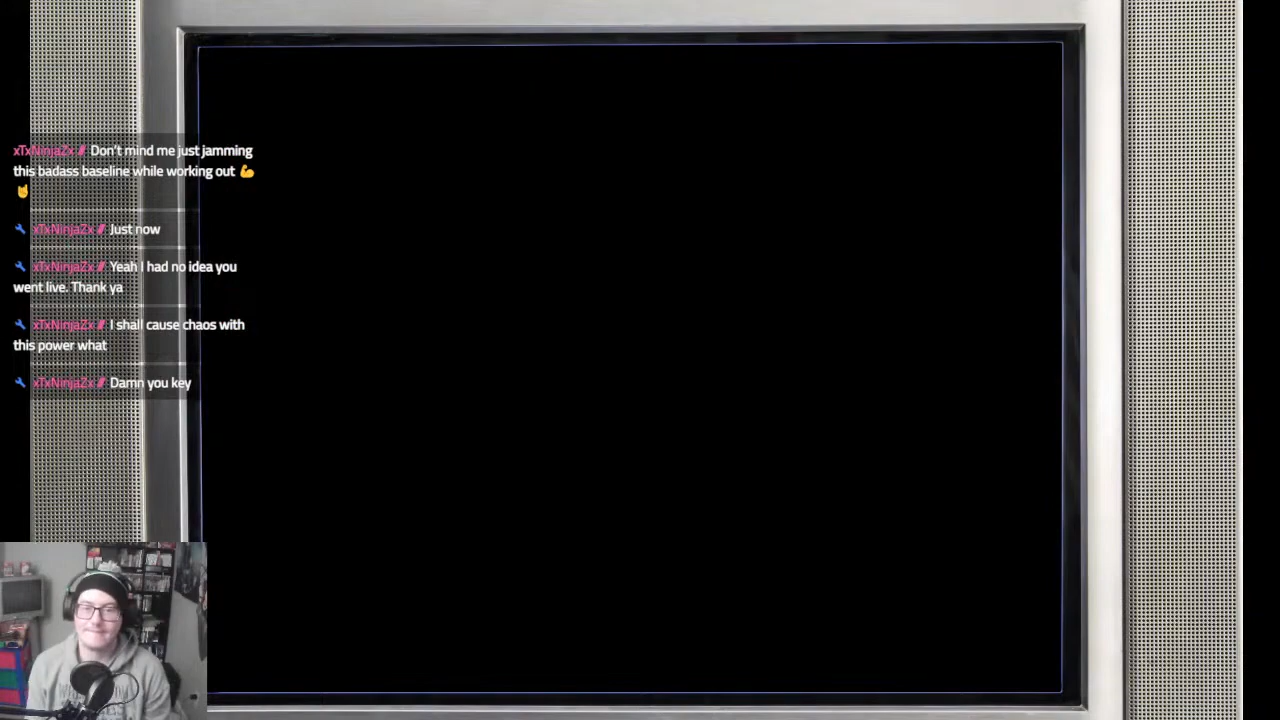 xTxNinjaZx Don't mind me just jamming
this badass baseline while working out 💪
🤘
xTxNinjaZx Just now
xTxNinjaZx Yeah I had no idea you
went live. Thank ya
xTxNinjaZx I shall cause chaos with
this power what
xTxNinjaZx Damn you key